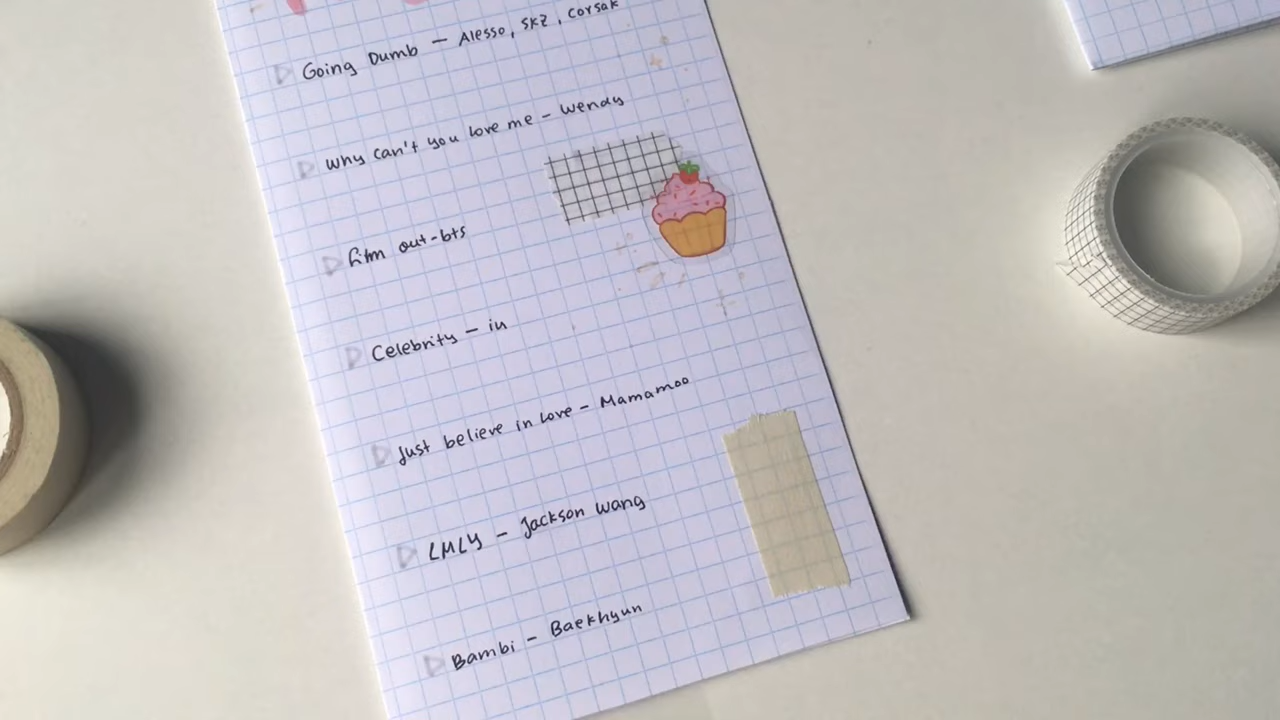 Going Dumb – Alesso, SKZ, Corsak
Why can't you love me – Wendy
film out-bts
Celebrity – iu
Just believe in Love – Mamamoo
LMLY – Jackson Wang
Bambi – Baekhyun